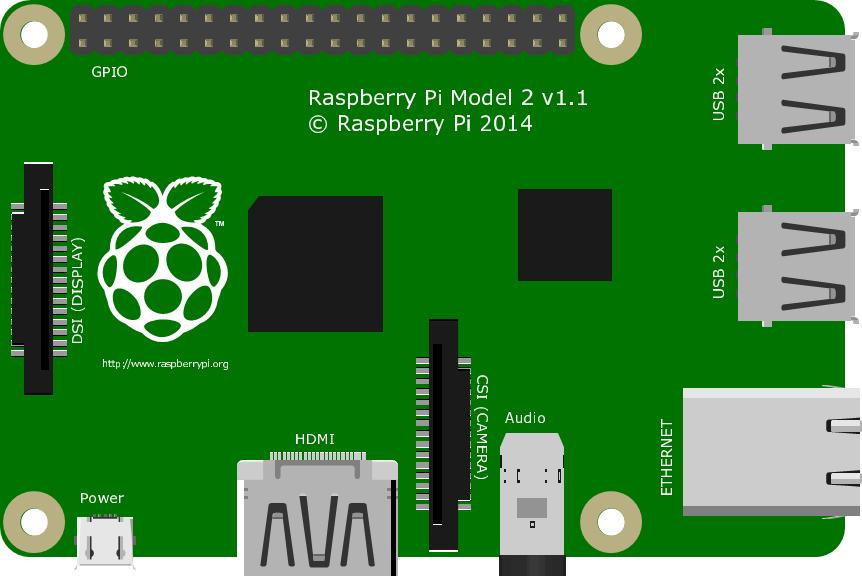 GPIO
Raspberry Pi Model 2 v1.1
© Raspberry Pi 2014
USB 2x
TM
DSI (DISPLAY)
USB 2x
http://www.raspberrypi.org
HDMI
CSI (CAMERA)
Audio
ETHERNET
Power